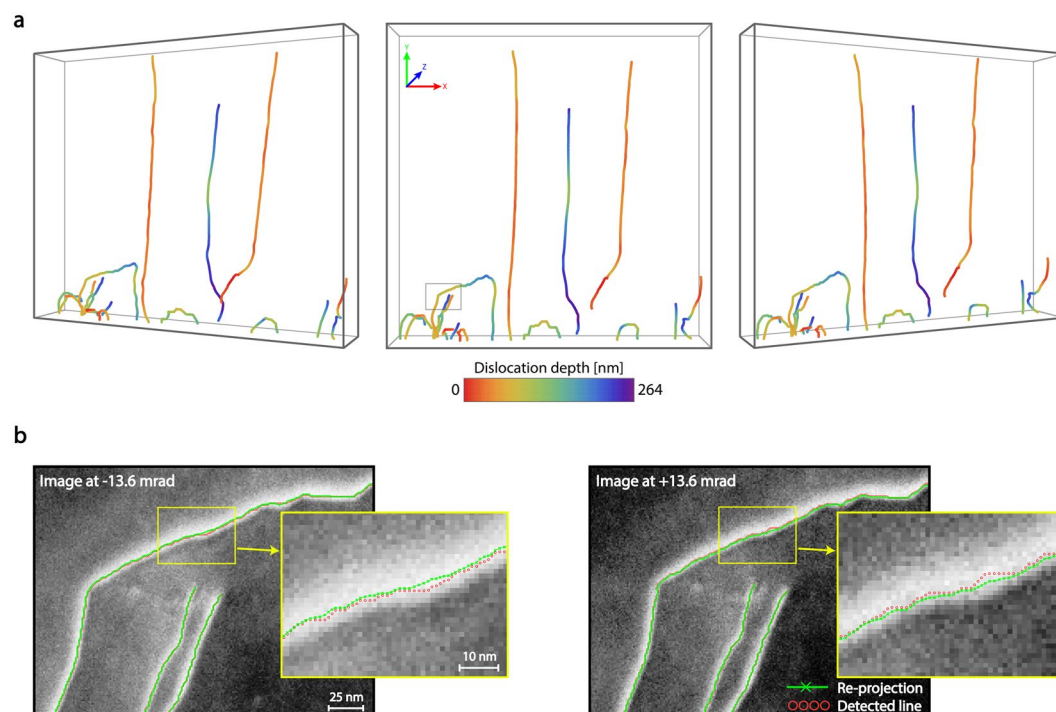 a
Y
Z
X
Dislocation depth [nm]
0
264
b
Image at -13.6 mrad
10 nm
25 nm
Image at +13.6 mrad
Re-projection
Detected line